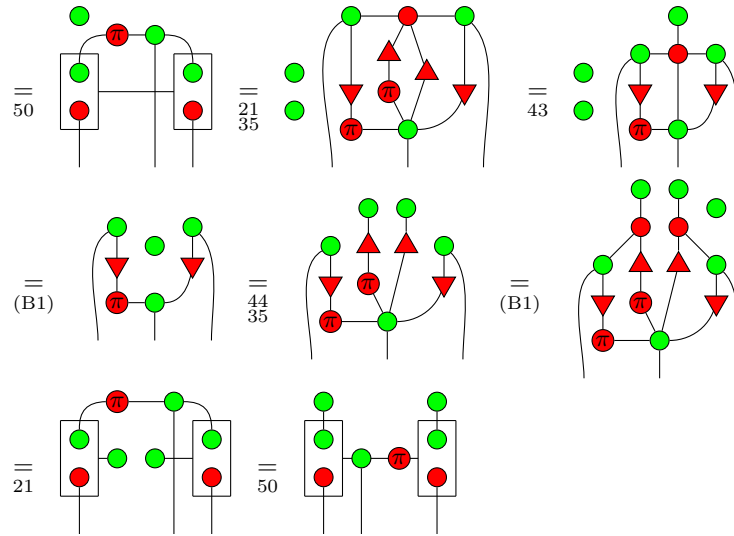 π
= 50 = 21 35 π π = 43 π
= (B1) π = 44 35 π π = (B1) π π
π
= 21 = 50 π